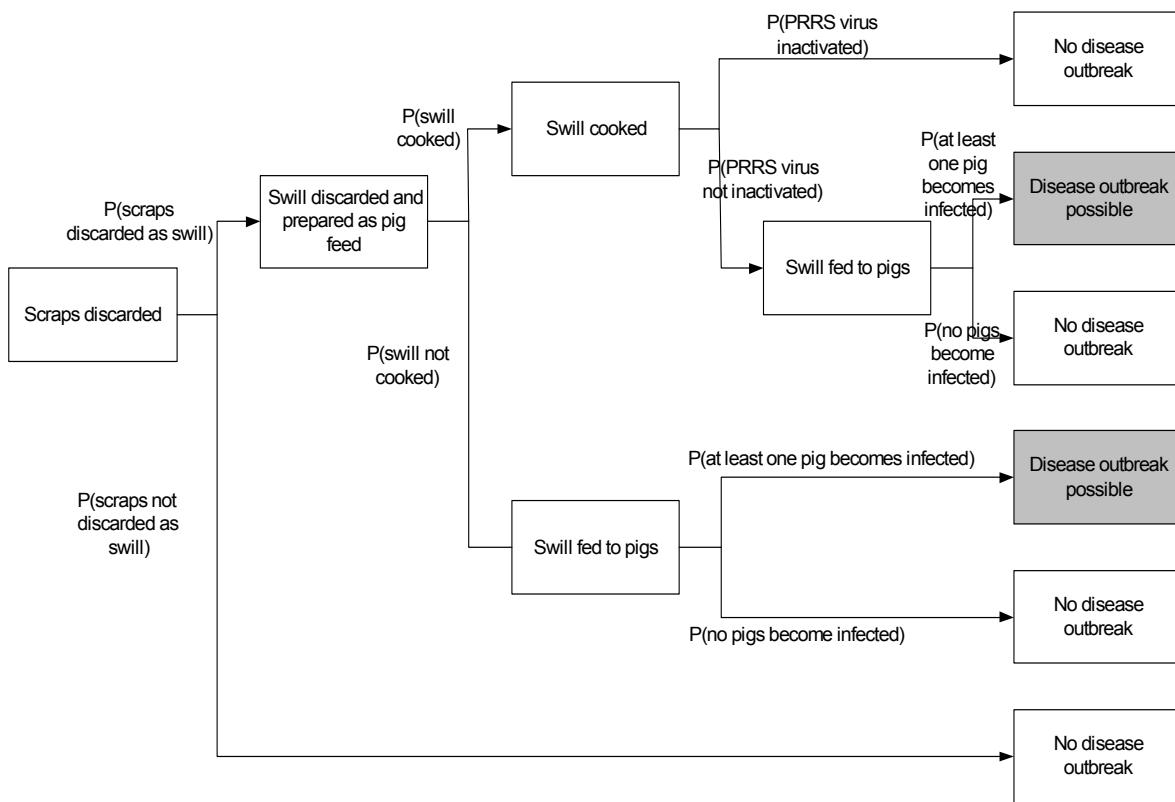 P(PRRS virus
inactivated)
No disease
outbreak
P(swill
cooked)
Swill cooked
P(PRRS virus
not inactivated)
P(at least
one pig
becomes
infected)
Disease outbreak
possible
P(scraps
discarded as swill)
Swill discarded and
prepared as pig
feed
Swill fed to pigs
Scraps discarded
P(swill not
cooked)
P(no pigs
become
infected)
No disease
outbreak
P(at least one pig becomes infected)
Disease outbreak
possible
P(scraps not
discarded as
swill)
Swill fed to pigs
P(no pigs become infected)
No disease
outbreak
No disease
outbreak